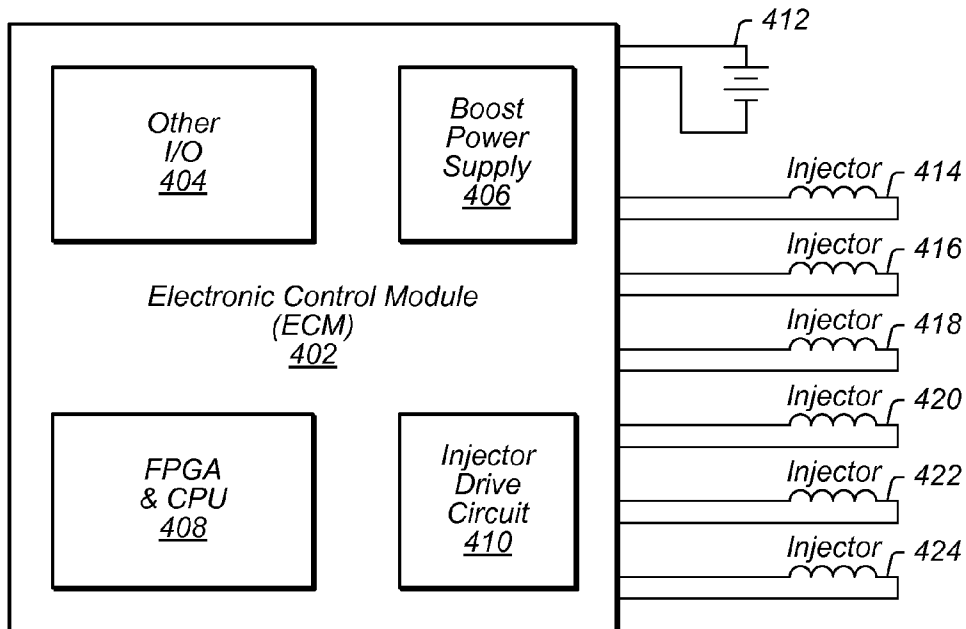 412
Other
I/O
404
Boost
Power
Supply
406
Injector 414
Injector 416
Electronic Control Module
(ECM)
402
Injector 418
Injector 420
FPGA
& CPU
408
Injector
Drive
Circuit
410
Injector 422
Injector 424